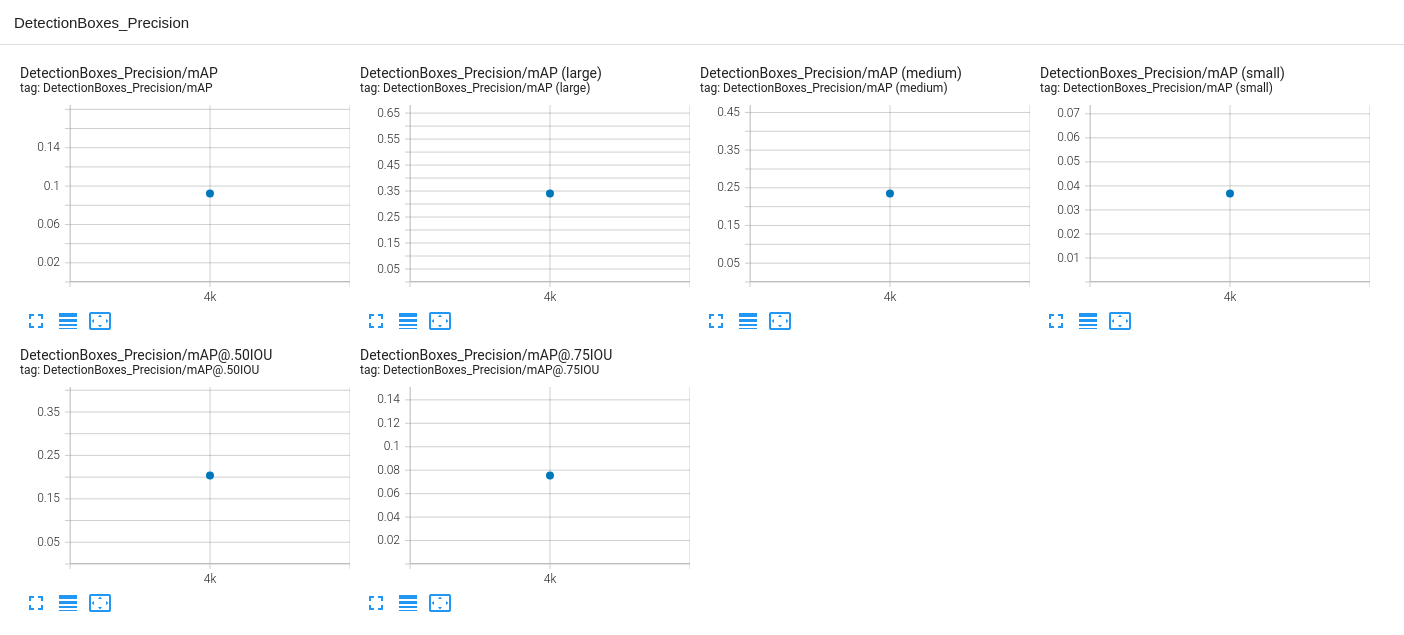 DetectionBoxes_Precision
DetectionBoxes_Precision/mAP
tag: DetectionBoxes_Precision/mAP
0.14
0.1
0.06
0.02
4k
DetectionBoxes_Precision/mAP (large)
tag: DetectionBoxes_Precision/mAP (large)
0.65
0.55
0.45
0.35
0.25
0.15
0.05
4k
DetectionBoxes_Precision/mAP (medium)
tag: DetectionBoxes_Precision/mAP (medium)
0.45
0.35
0.25
0.15
0.05
4k
DetectionBoxes_Precision/mAP (small)
tag: DetectionBoxes_Precision/mAP (small)
0.07
0.06
0.05
0.04
0.03
0.02
0.01
4k
DetectionBoxes_Precision/mAP@.50IOU
tag: DetectionBoxes_Precision/mAP@.50IOU
0.35
0.25
0.15
0.05
4k
DetectionBoxes_Precision/mAP@.75IOU
tag: DetectionBoxes_Precision/mAP@.75IOU
0.14
0.12
0.1
0.08
0.06
0.04
0.02
4k